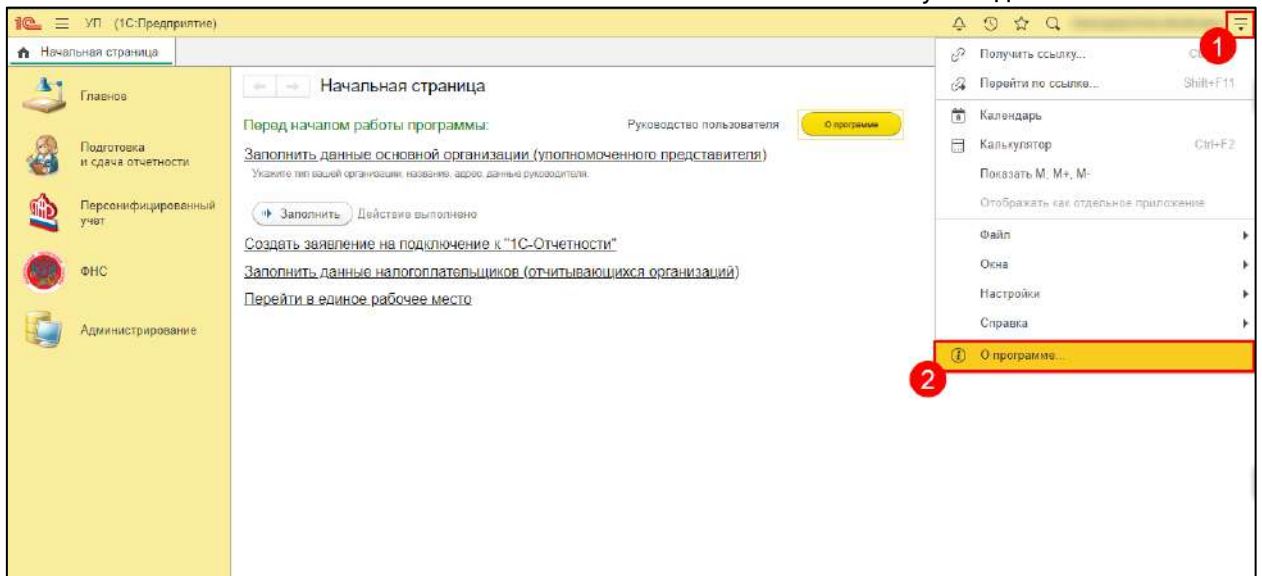 1С УП (1С:Предприятие)
Начальная страница
Главное
Подготовка
и сдача отчетности
Персонифицированный
учет
ФНС
Администрирование
Начальная страница
Перед началом работы программы:
Руководство пользователя
О программе
Заполнить данные основной организации (уполномоченного представителя)
Укажите тип вашей организации, название, адрес, данные руководителя.
Заполнить
Действие выполнено
Создать заявление на подключение к "1С-Отчетности"
Заполнить данные налогоплательщиков (отчитывающихся организаций)
Перейти в единое рабочее место
1
Получить ссылку...
Перейти по ссылке... Shift+F11
Календарь
Калькулятор Ctrl+F2
Показать M, M+, M-
Отображать как отдельное приложение
Файл
Окна
Настройки
Справка
О программе...
2